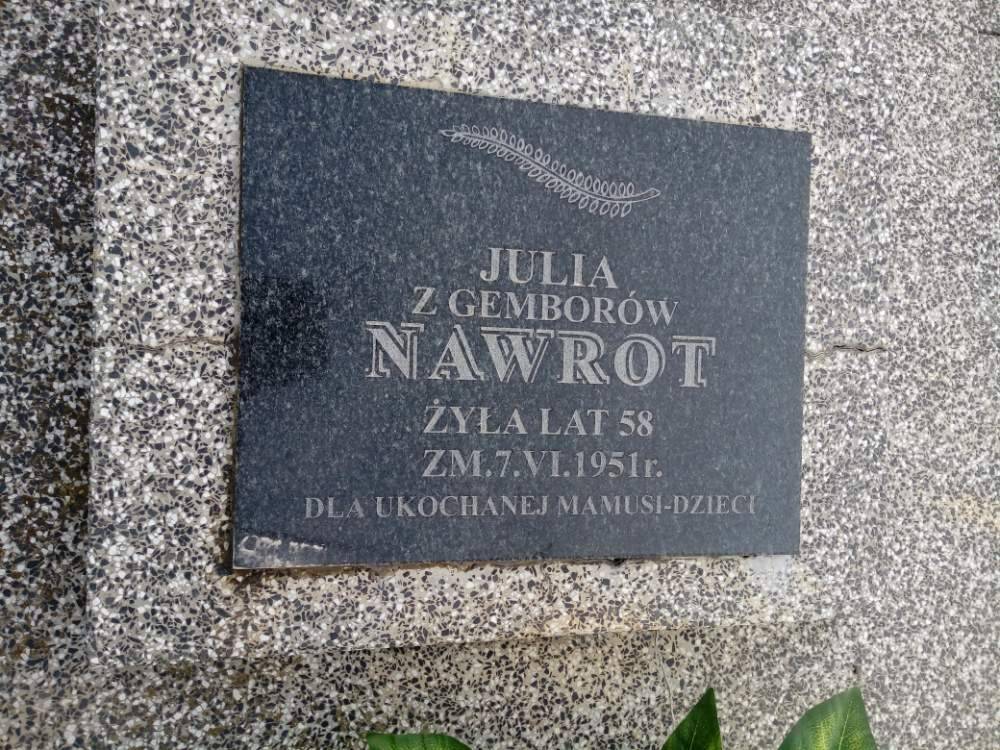 JULIA
Z GEMBORÓW
NAWROT
ŻYŁA LAT 58
ZM.7.VI.1951r.
DLA UKOCHANEJ MAMUSI-DZIECI